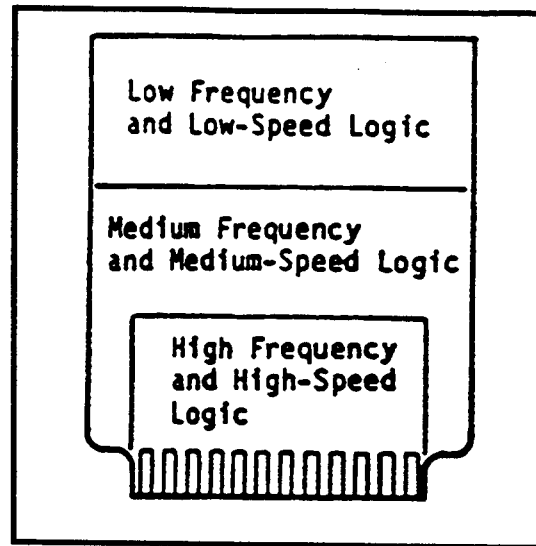 Low Frequency
and Low-Speed Logic
Medium Frequency
and Medium-Speed Logic
High Frequency
and High-Speed
Logic